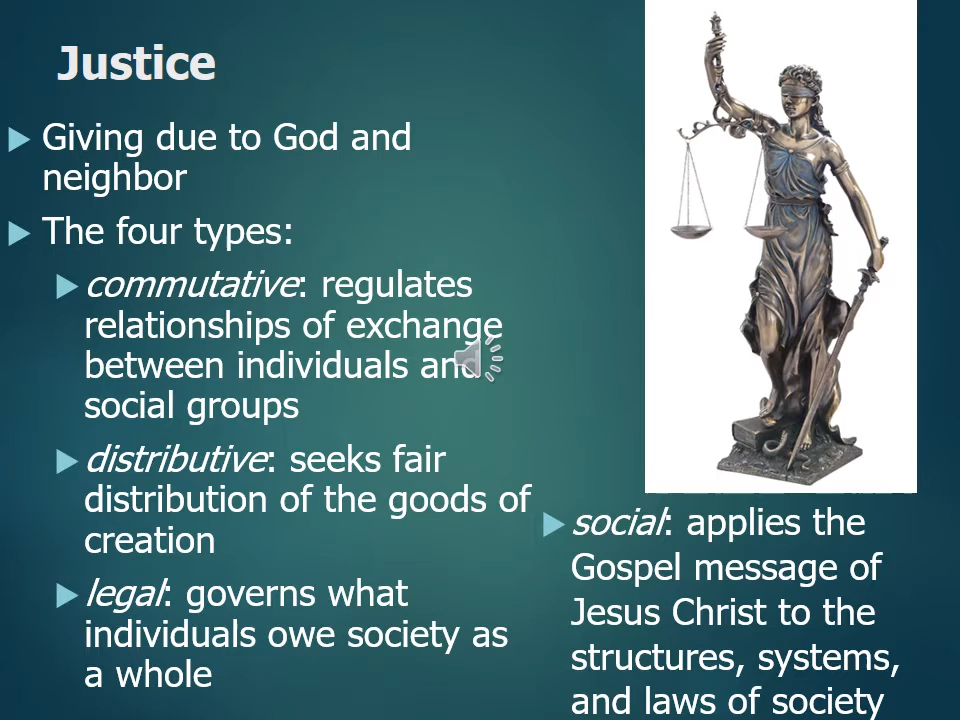 Justice
Giving due to God and
neighbor
The four types:
commutative: regulates
relationships of exchange
between individuals and
social groups
distributive: seeks fair
distribution of the goods of
creation
legal: governs what
individuals owe society as
a whole
social: applies the
Gospel message of
Jesus Christ to the
structures, systems,
and laws of society